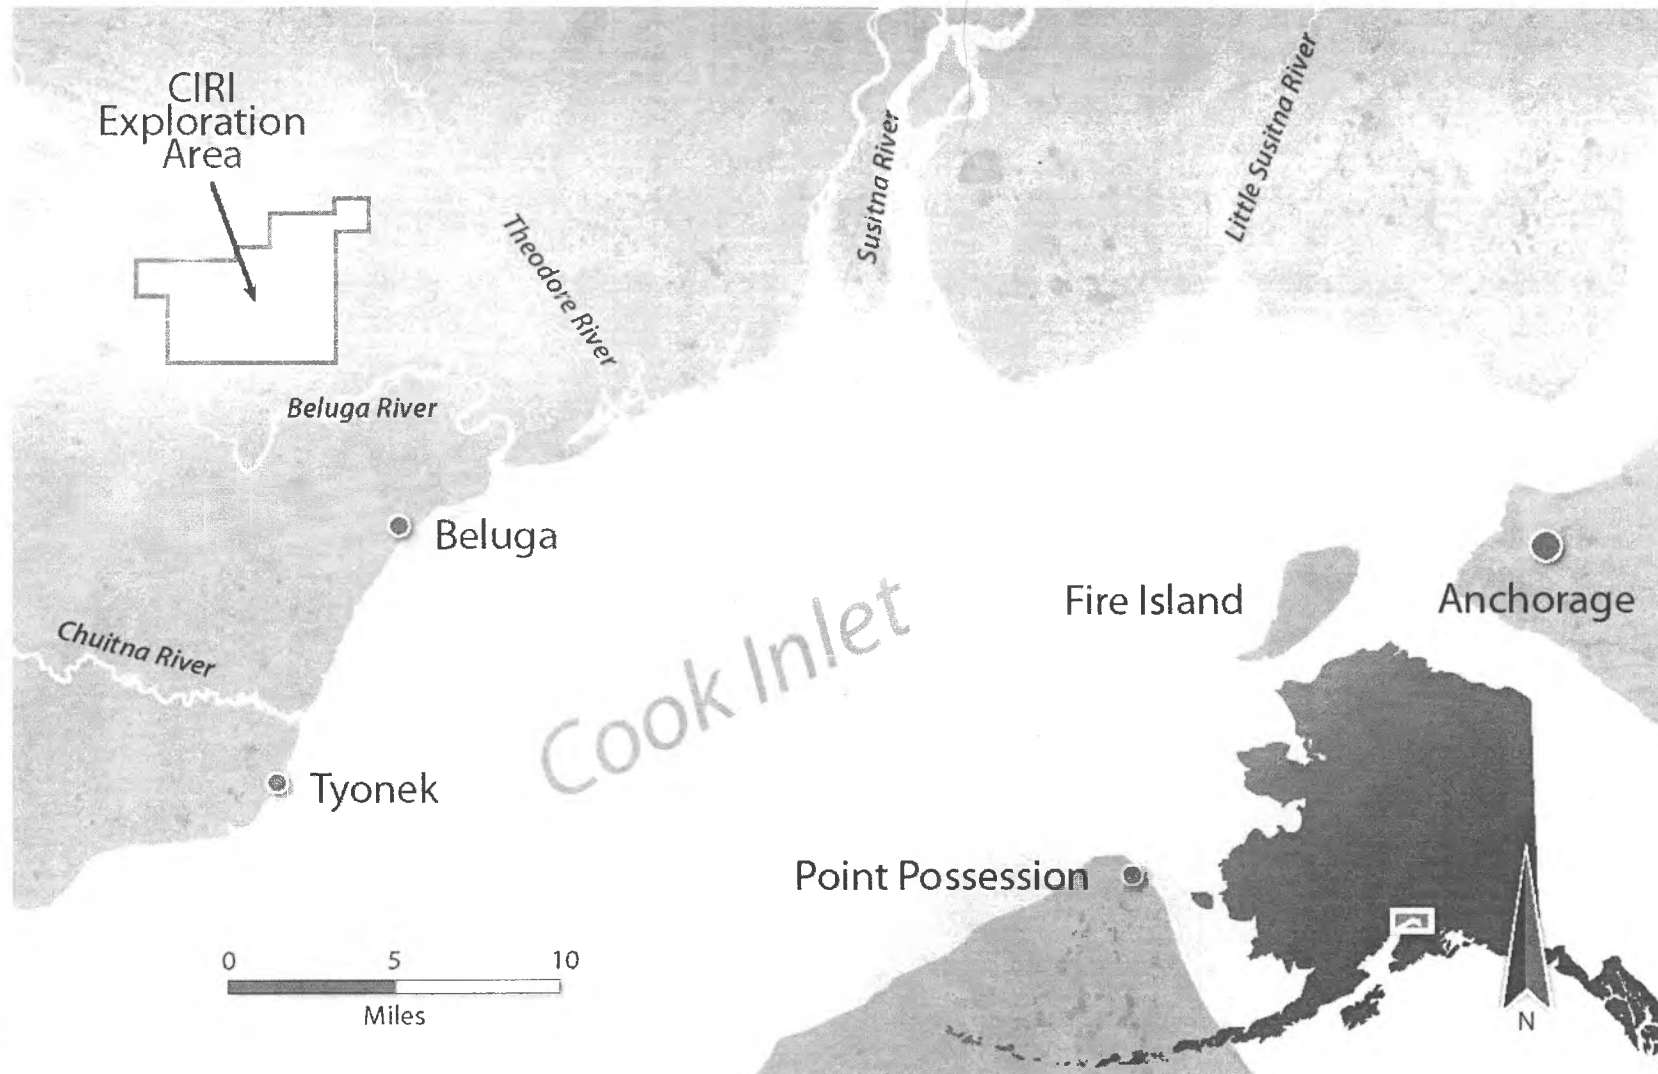 CIRI
Exploration
Area
Theodore River
Susitna River
Little Susitna River
Beluga River
Beluga
Fire Island
Anchorage
Chuitna River
Cook Inlet
Tyonek
Point Possession
0 5 10
Miles
N